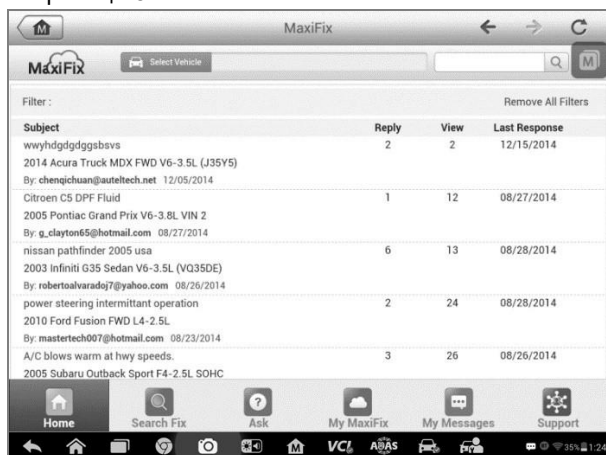 MaxiFix
MaxiFix Select Vehicle M
Filter : Remove All Filters
Subject Reply View Last Response
wwyhdgdgdggsbsvs 2 2 12/15/2014
2014 Acura Truck MDX FWD V6-3.5L (J35Y5)
By: chenqichuan@auteltech.net 12/05/2014
Citroen C5 DPF Fluid 1 12 08/27/2014
2005 Pontiac Grand Prix V6-3.8L VIN 2
By: g_clayton65@hotmail.com 08/27/2014
nissan pathfinder 2005 usa 6 13 08/28/2014
2003 Infiniti G35 Sedan V6-3.5L (VQ35DE)
By: robertoalvaradoj7@yahoo.com 08/26/2014
power steering intermittant operation 2 24 08/28/2014
2010 Ford Fusion FWD L4-2.5L
By: mastertech007@hotmail.com 08/23/2014
A/C blows warm at hwy speeds. 3 26 08/26/2014
2005 Subaru Outback Sport F4-2.5L SOHC
Home Search Fix Ask My MaxiFix My Messages Support
VCI ADAS 35% 1:24